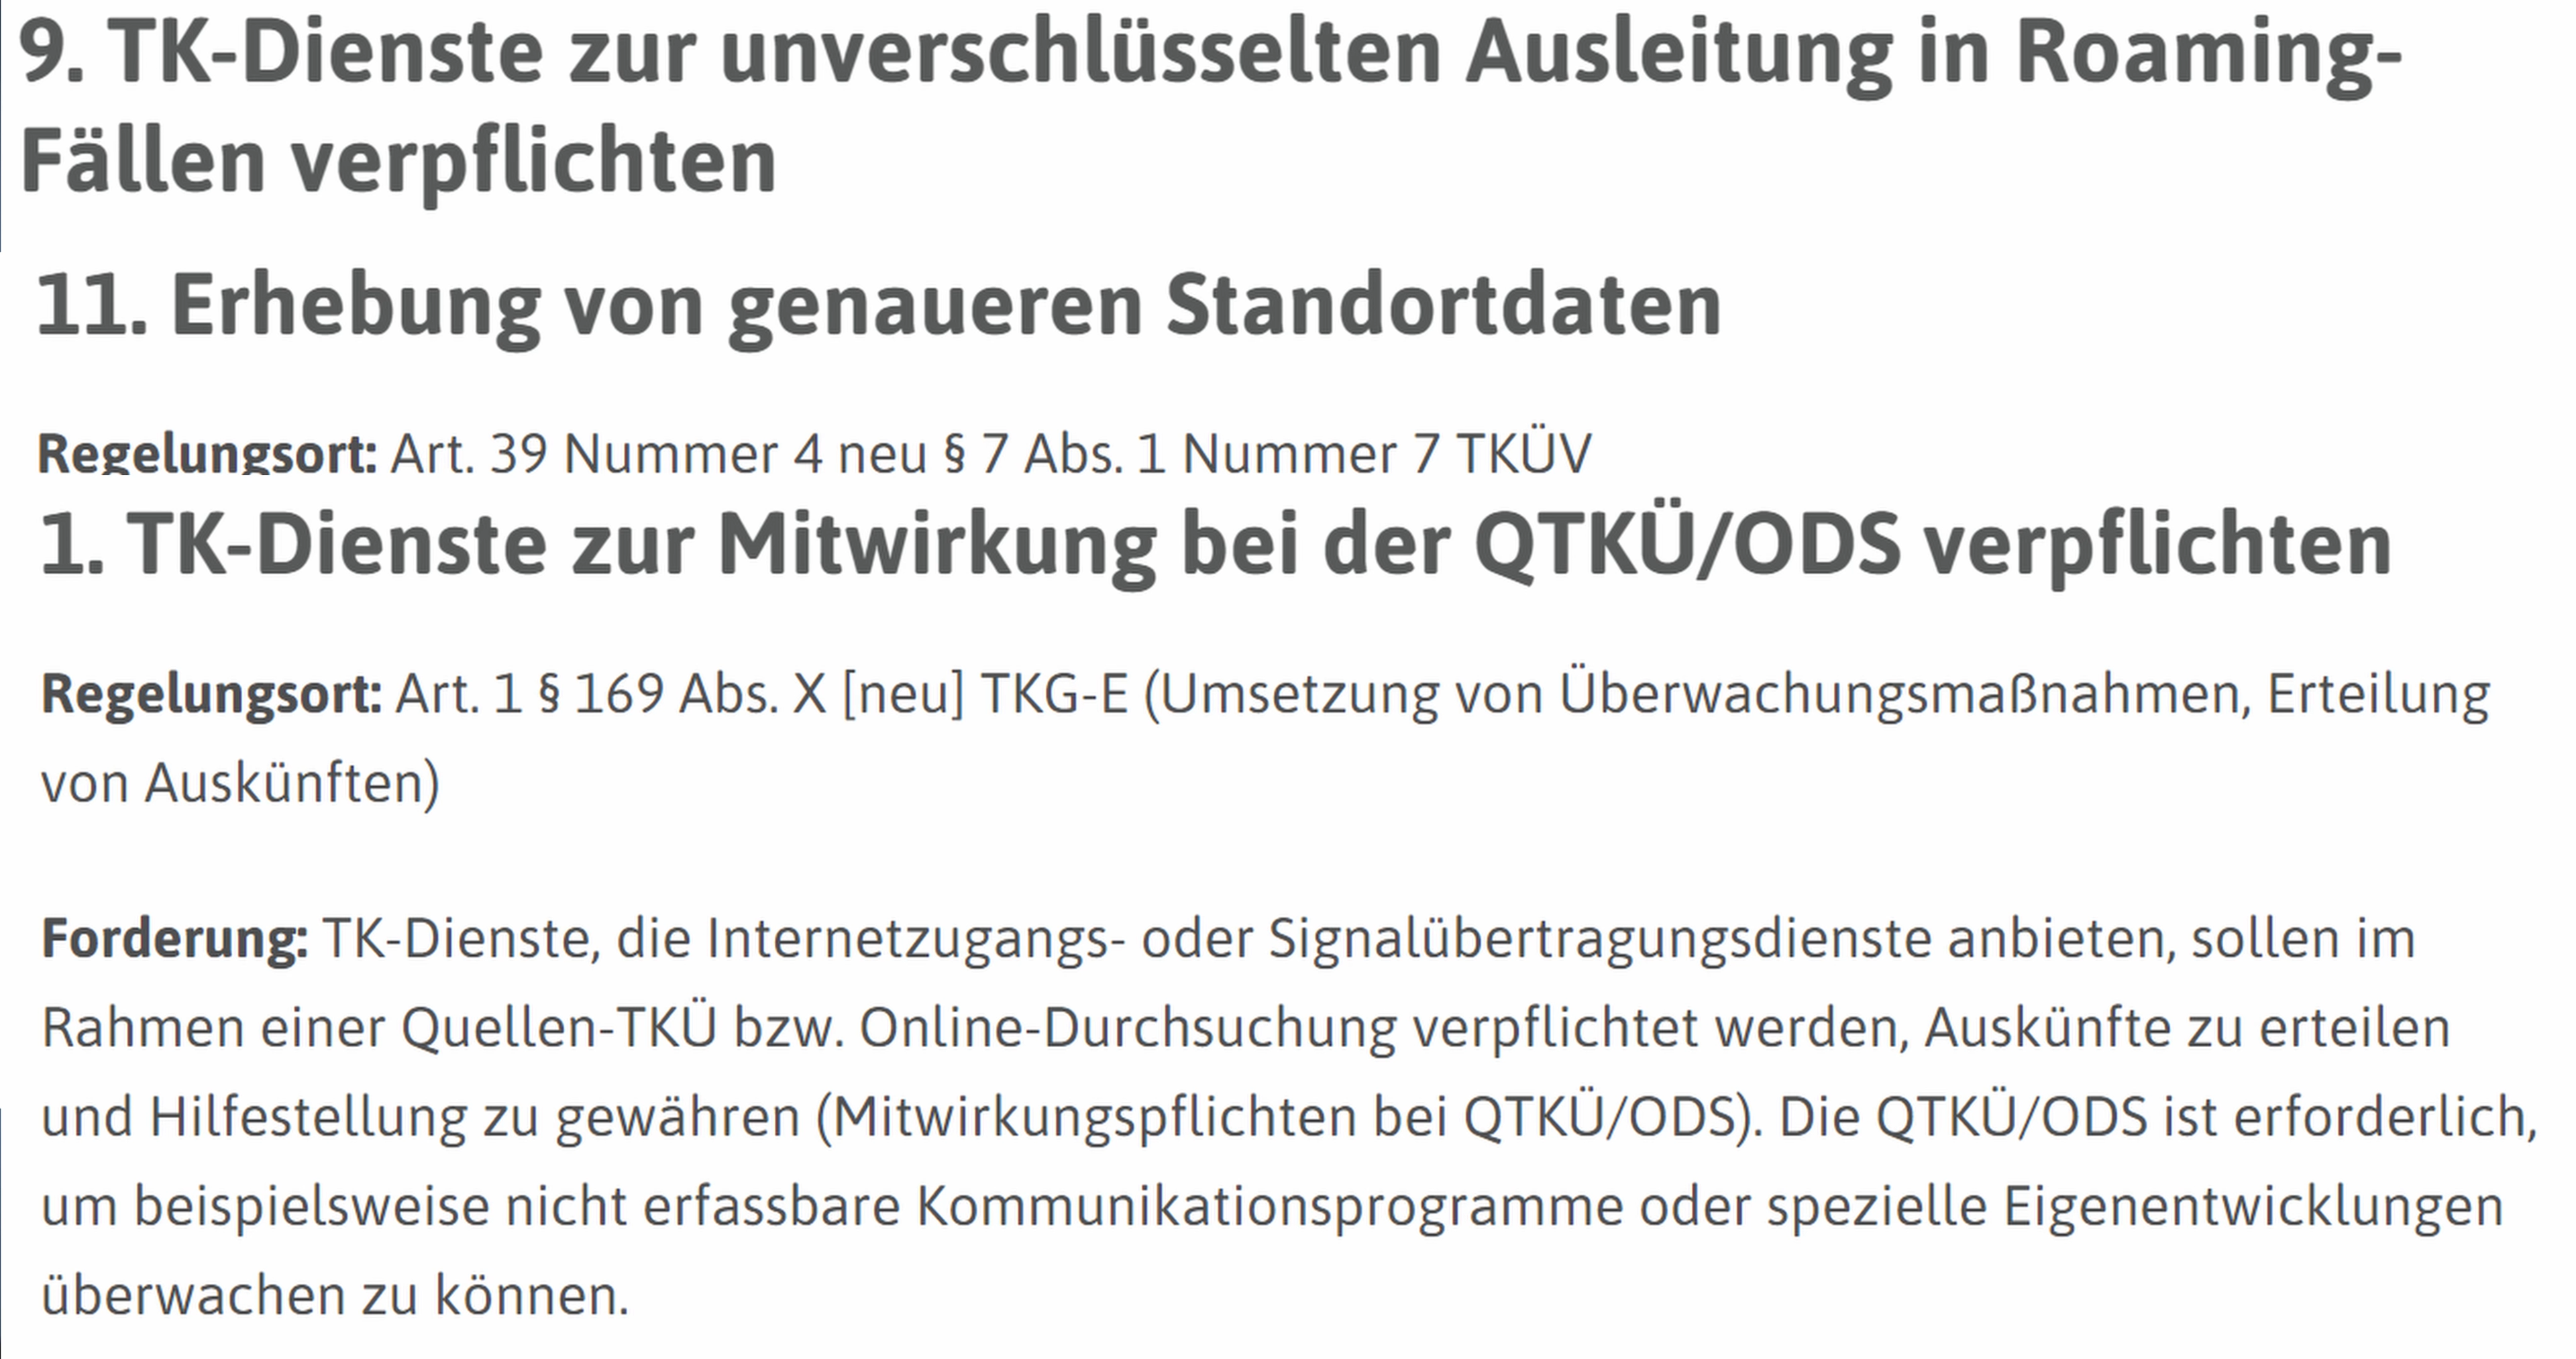 9. TK-Dienste zur unverschlüsselten Ausleitung in Roaming-
Fällen verpflichten
11. Erhebung von genaueren Standortdaten
Regelungsort: Art. 39 Nummer 4 neu § 7 Abs. 1 Nummer 7 TKÜV
1. TK-Dienste zur Mitwirkung bei der QTKÜ/ODS verpflichten
Regelungsort: Art. 1 § 169 Abs. X [neu] TKG-E (Umsetzung von Überwachungsmaßnahmen, Erteilung
von Auskünften)
Forderung: TK-Dienste, die Internetzugangs- oder Signalübertragungsdienste anbieten, sollen im
Rahmen einer Quellen-TKÜ bzw. Online-Durchsuchung verpflichtet werden, Auskünfte zu erteilen
und Hilfestellung zu gewähren (Mitwirkungspflichten bei QTKÜ/ODS). Die QTKÜ/ODS ist erforderlich,
um beispielsweise nicht erfassbare Kommunikationsprogramme oder spezielle Eigenentwicklungen
überwachen zu können.